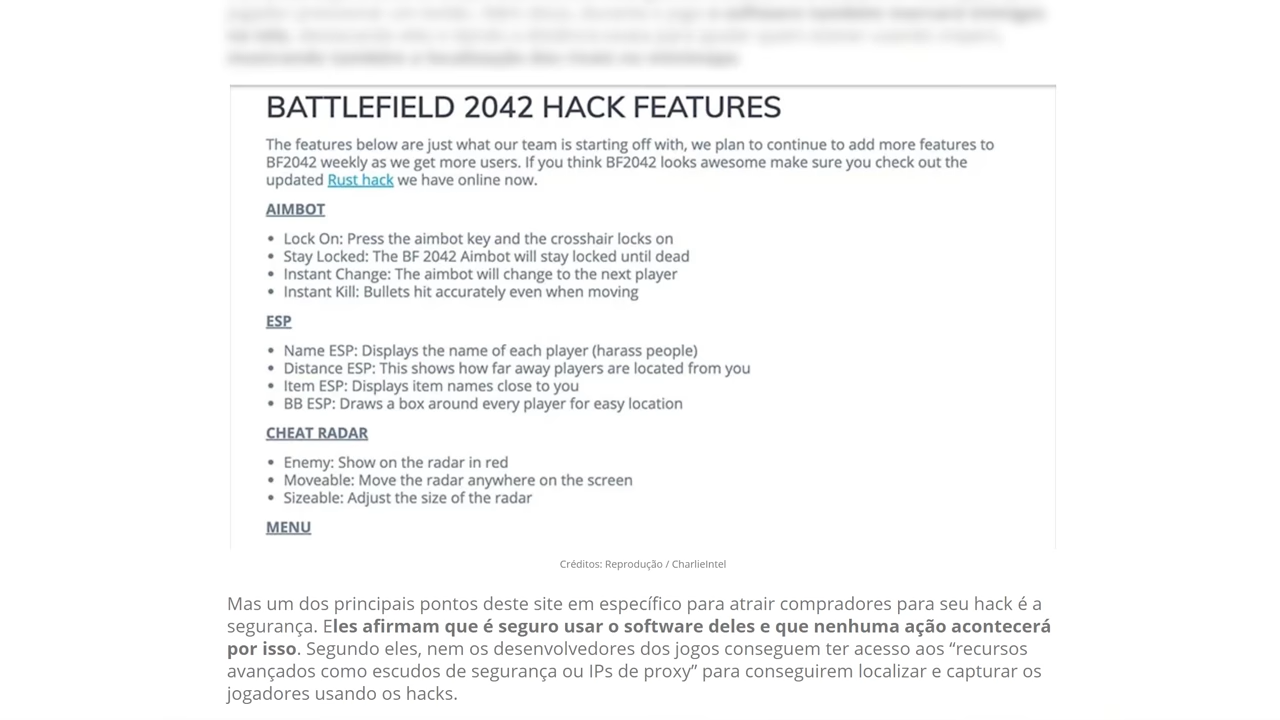 BATTLEFIELD 2042 HACK FEATURES
The features below are just what our team is starting off with, we plan to continue to add more features to
BF2042 weekly as we get more users. If you think BF2042 looks awesome make sure you check out the
updated Rust hack we have online now.
AIMBOT
• Lock On: Press the aimbot key and the crosshair locks on
• Stay Locked: The BF 2042 Aimbot will stay locked until dead
• Instant Change: The aimbot will change to the next player
• Instant Kill: Bullets hit accurately even when moving
ESP
• Name ESP: Displays the name of each player (harass people)
• Distance ESP: This shows how far away players are located from you
• Item ESP: Displays item names close to you
• BB ESP: Draws a box around every player for easy location
CHEAT RADAR
• Enemy: Show on the radar in red
• Moveable: Move the radar anywhere on the screen
• Sizeable: Adjust the size of the radar
MENU
Créditos: Reprodução / CharlieIntel
Mas um dos principais pontos deste site em específico para atrair compradores para seu hack é a
segurança. Eles afirmam que é seguro usar o software deles e que nenhuma ação acontecerá
por isso. Segundo eles, nem os desenvolvedores dos jogos conseguem ter acesso aos “recursos
avançados como escudos de segurança ou IPs de proxy” para conseguirem localizar e capturar os
jogadores usando os hacks.